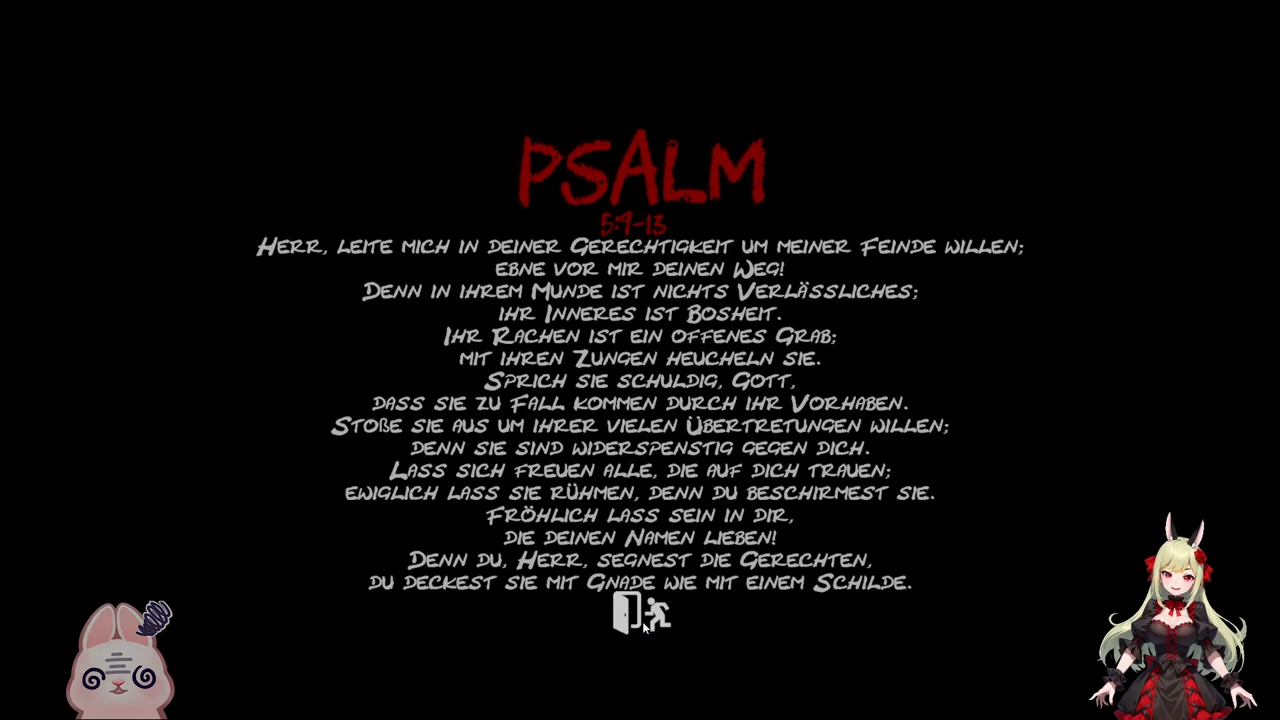 PSALM
5:9-13
Herr, leite mich in deiner Gerechtigkeit um meiner Feinde willen;
ebne vor mir deinen Weg!
Denn in ihrem Munde ist nichts Verlässliches;
ihr Inneres ist Bosheit.
Ihr Rachen ist ein offenes Grab;
mit ihren Zungen heucheln sie.
Sprich sie schuldig, Gott,
dass sie zu Fall kommen durch ihr Vorhaben.
Stoße sie aus um ihrer vielen Übertretungen willen;
denn sie sind widerspenstig gegen dich.
Lass sich freuen alle, die auf dich trauen;
ewiglich lass sie rühmen, denn du beschirmest sie.
Fröhlich lass sein in dir,
die deinen Namen lieben!
Denn du, Herr, segnest die Gerechten,
du deckest sie mit Gnade wie mit einem Schilde.